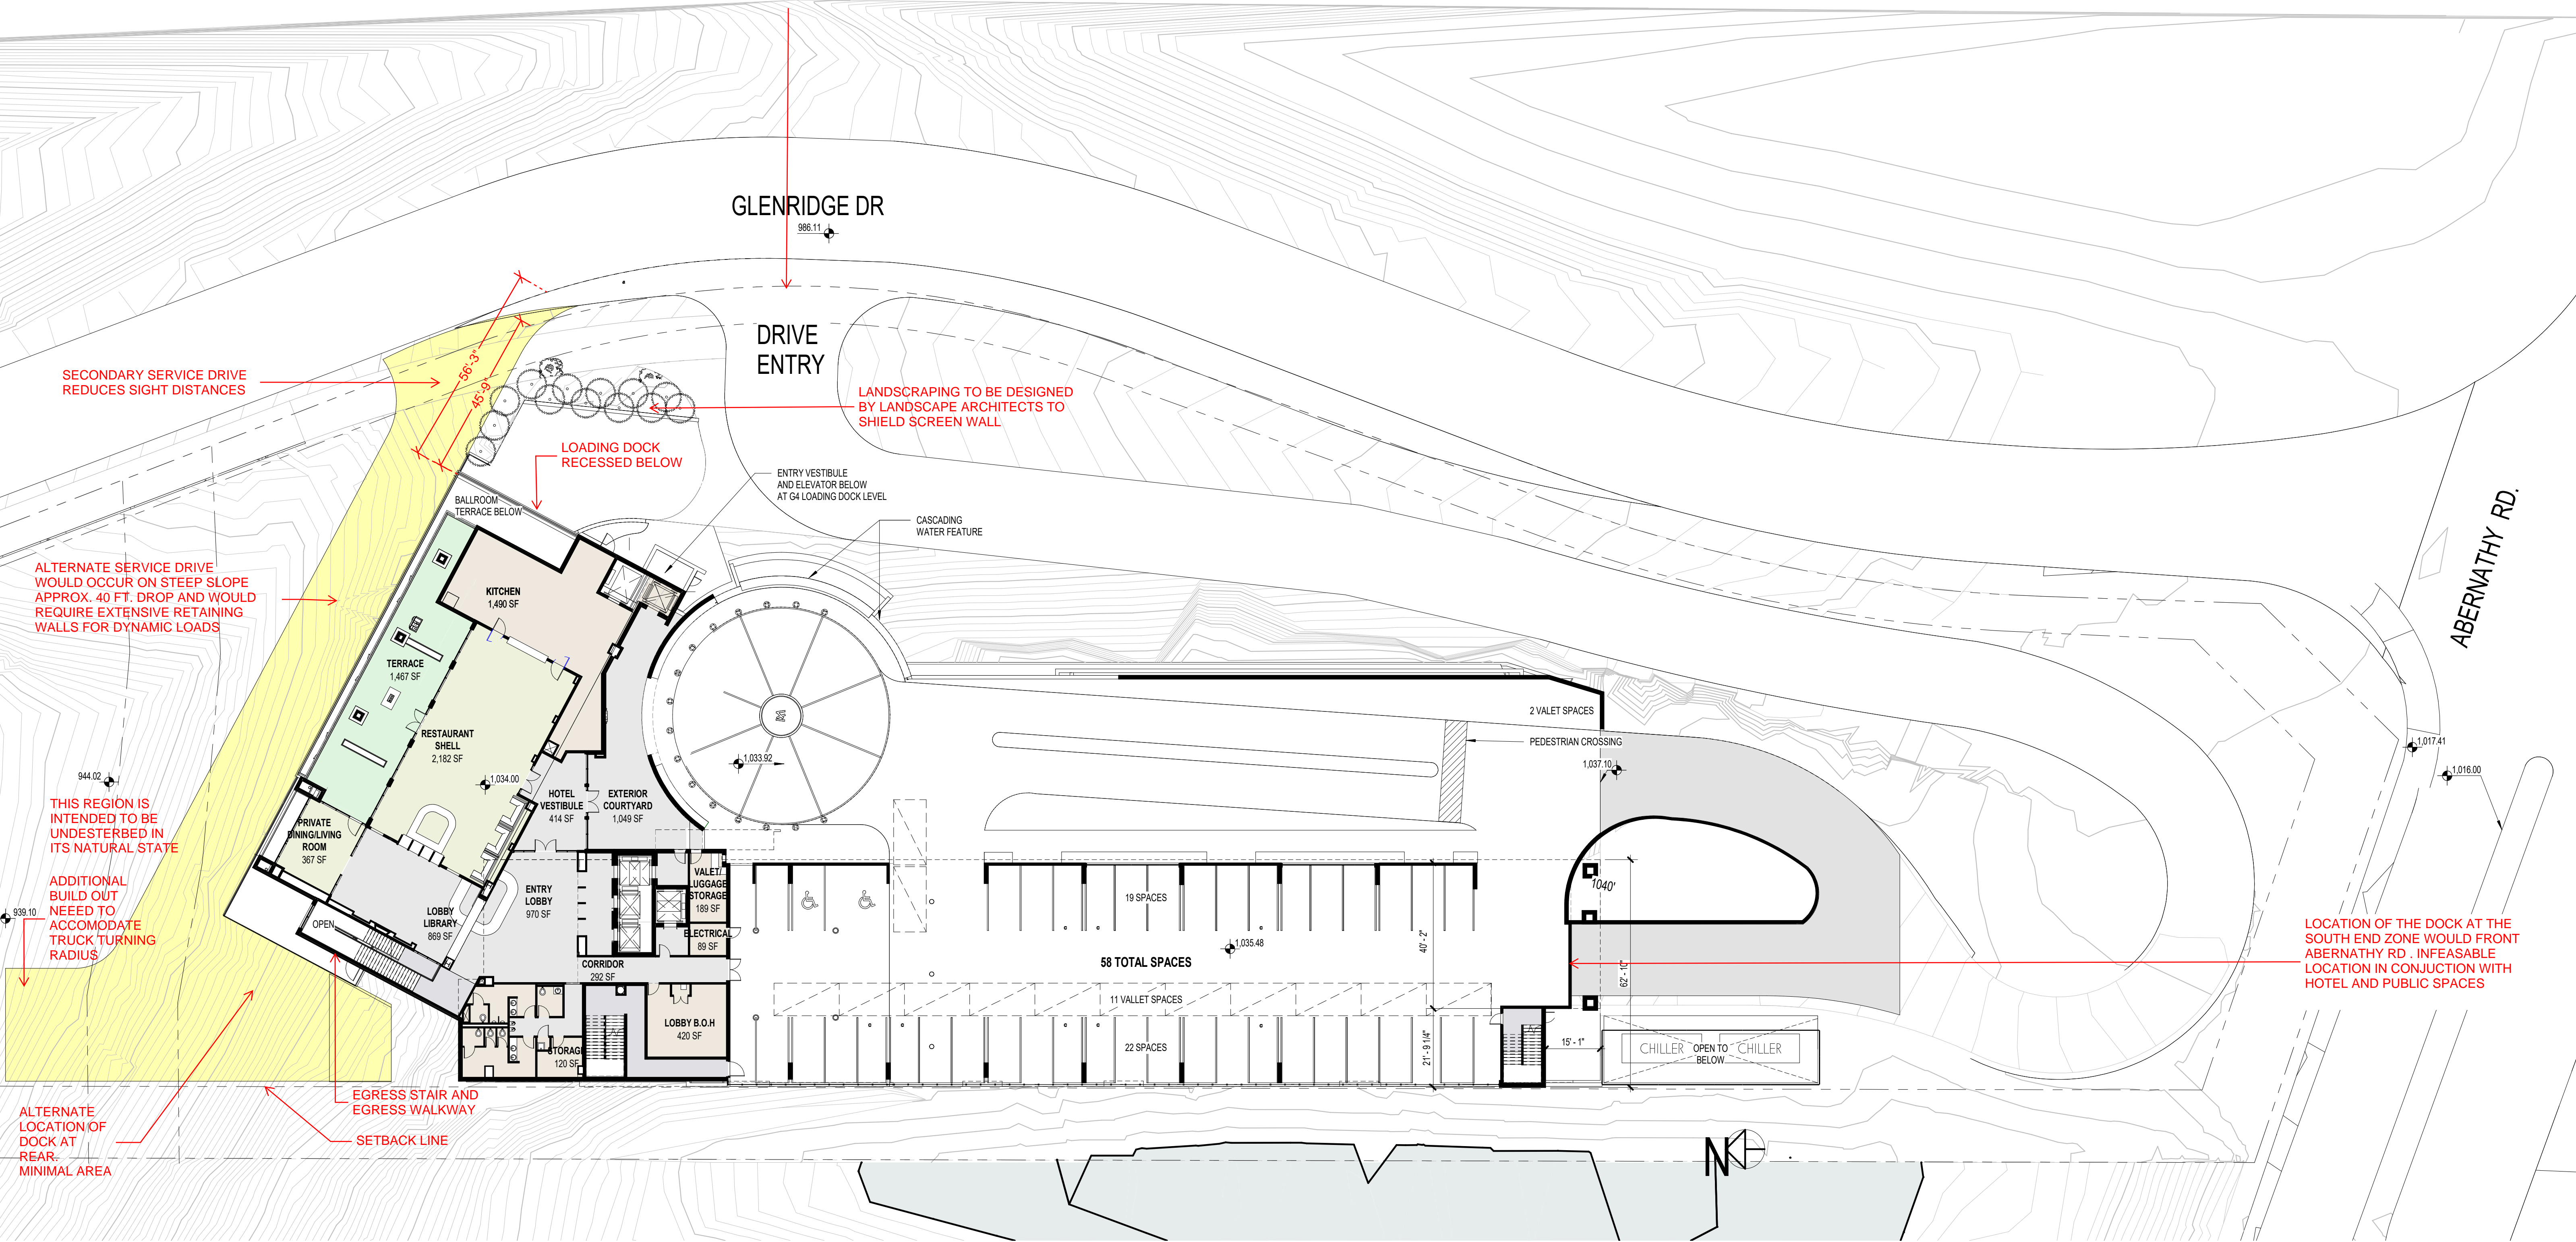 GLENRIDGE DR
986.11
DRIVE
ENTRY
56'-3"
45'-9"
SECONDARY SERVICE DRIVE
REDUCES SIGHT DISTANCES
LANDSCRAPING TO BE DESIGNED
BY LANDSCAPE ARCHITECTS TO
SHIELD SCREEN WALL
LOADING DOCK
RECESSED BELOW
ENTRY VESTIBULE
AND ELEVATOR BELOW
AT G4 LOADING DOCK LEVEL
BALLROOM
TERRACE BELOW
CASCADING
WATER FEATURE
ABERNATHY RD.
ALTERNATE SERVICE DRIVE
WOULD OCCUR ON STEEP SLOPE
APPROX. 40 FT. DROP AND WOULD
REQUIRE EXTENSIVE RETAINING
WALLS FOR DYNAMIC LOADS
KITCHEN
1,490 SF
TERRACE
1,467 SF
RESTAURANT
SHELL
2,182 SF
1,034.00
1,033.92
2 VALET SPACES
PEDESTRIAN CROSSING
1,037.10
1,017.41
1,016.00
944.02
THIS REGION IS
INTENDED TO BE
UNDESTERBED IN
ITS NATURAL STATE
HOTEL
VESTIBULE
414 SF
EXTERIOR
COURTYARD
1,049 SF
PRIVATE
DINING/LIVING
ROOM
367 SF
ADDITIONAL
BUILD OUT
NEEED TO
ACCOMODATE
TRUCK TURNING
RADIUS
939.10
OPEN
LOBBY
LIBRARY
869 SF
ENTRY
LOBBY
970 SF
VALET/
LUGGAGE
STORAGE
189 SF
ELECTRICAL
89 SF
CORRIDOR
292 SF
19 SPACES
1,035.48
58 TOTAL SPACES
11 VALLET SPACES
22 SPACES
40' - 2"
21' - 9 1/4"
62' - 10"
15' - 1"
1040'
LOCATION OF THE DOCK AT THE
SOUTH END ZONE WOULD FRONT
ABERNATHY RD . INFEASABLE
LOCATION IN CONJUCTION WITH
HOTEL AND PUBLIC SPACES
LOBBY B.O.H
420 SF
STORAGE
120 SF
CHILLER
OPEN TO
BELOW
CHILLER
EGRESS STAIR AND
EGRESS WALKWAY
SETBACK LINE
ALTERNATE
LOCATION OF
DOCK AT
REAR.
MINIMAL AREA
N